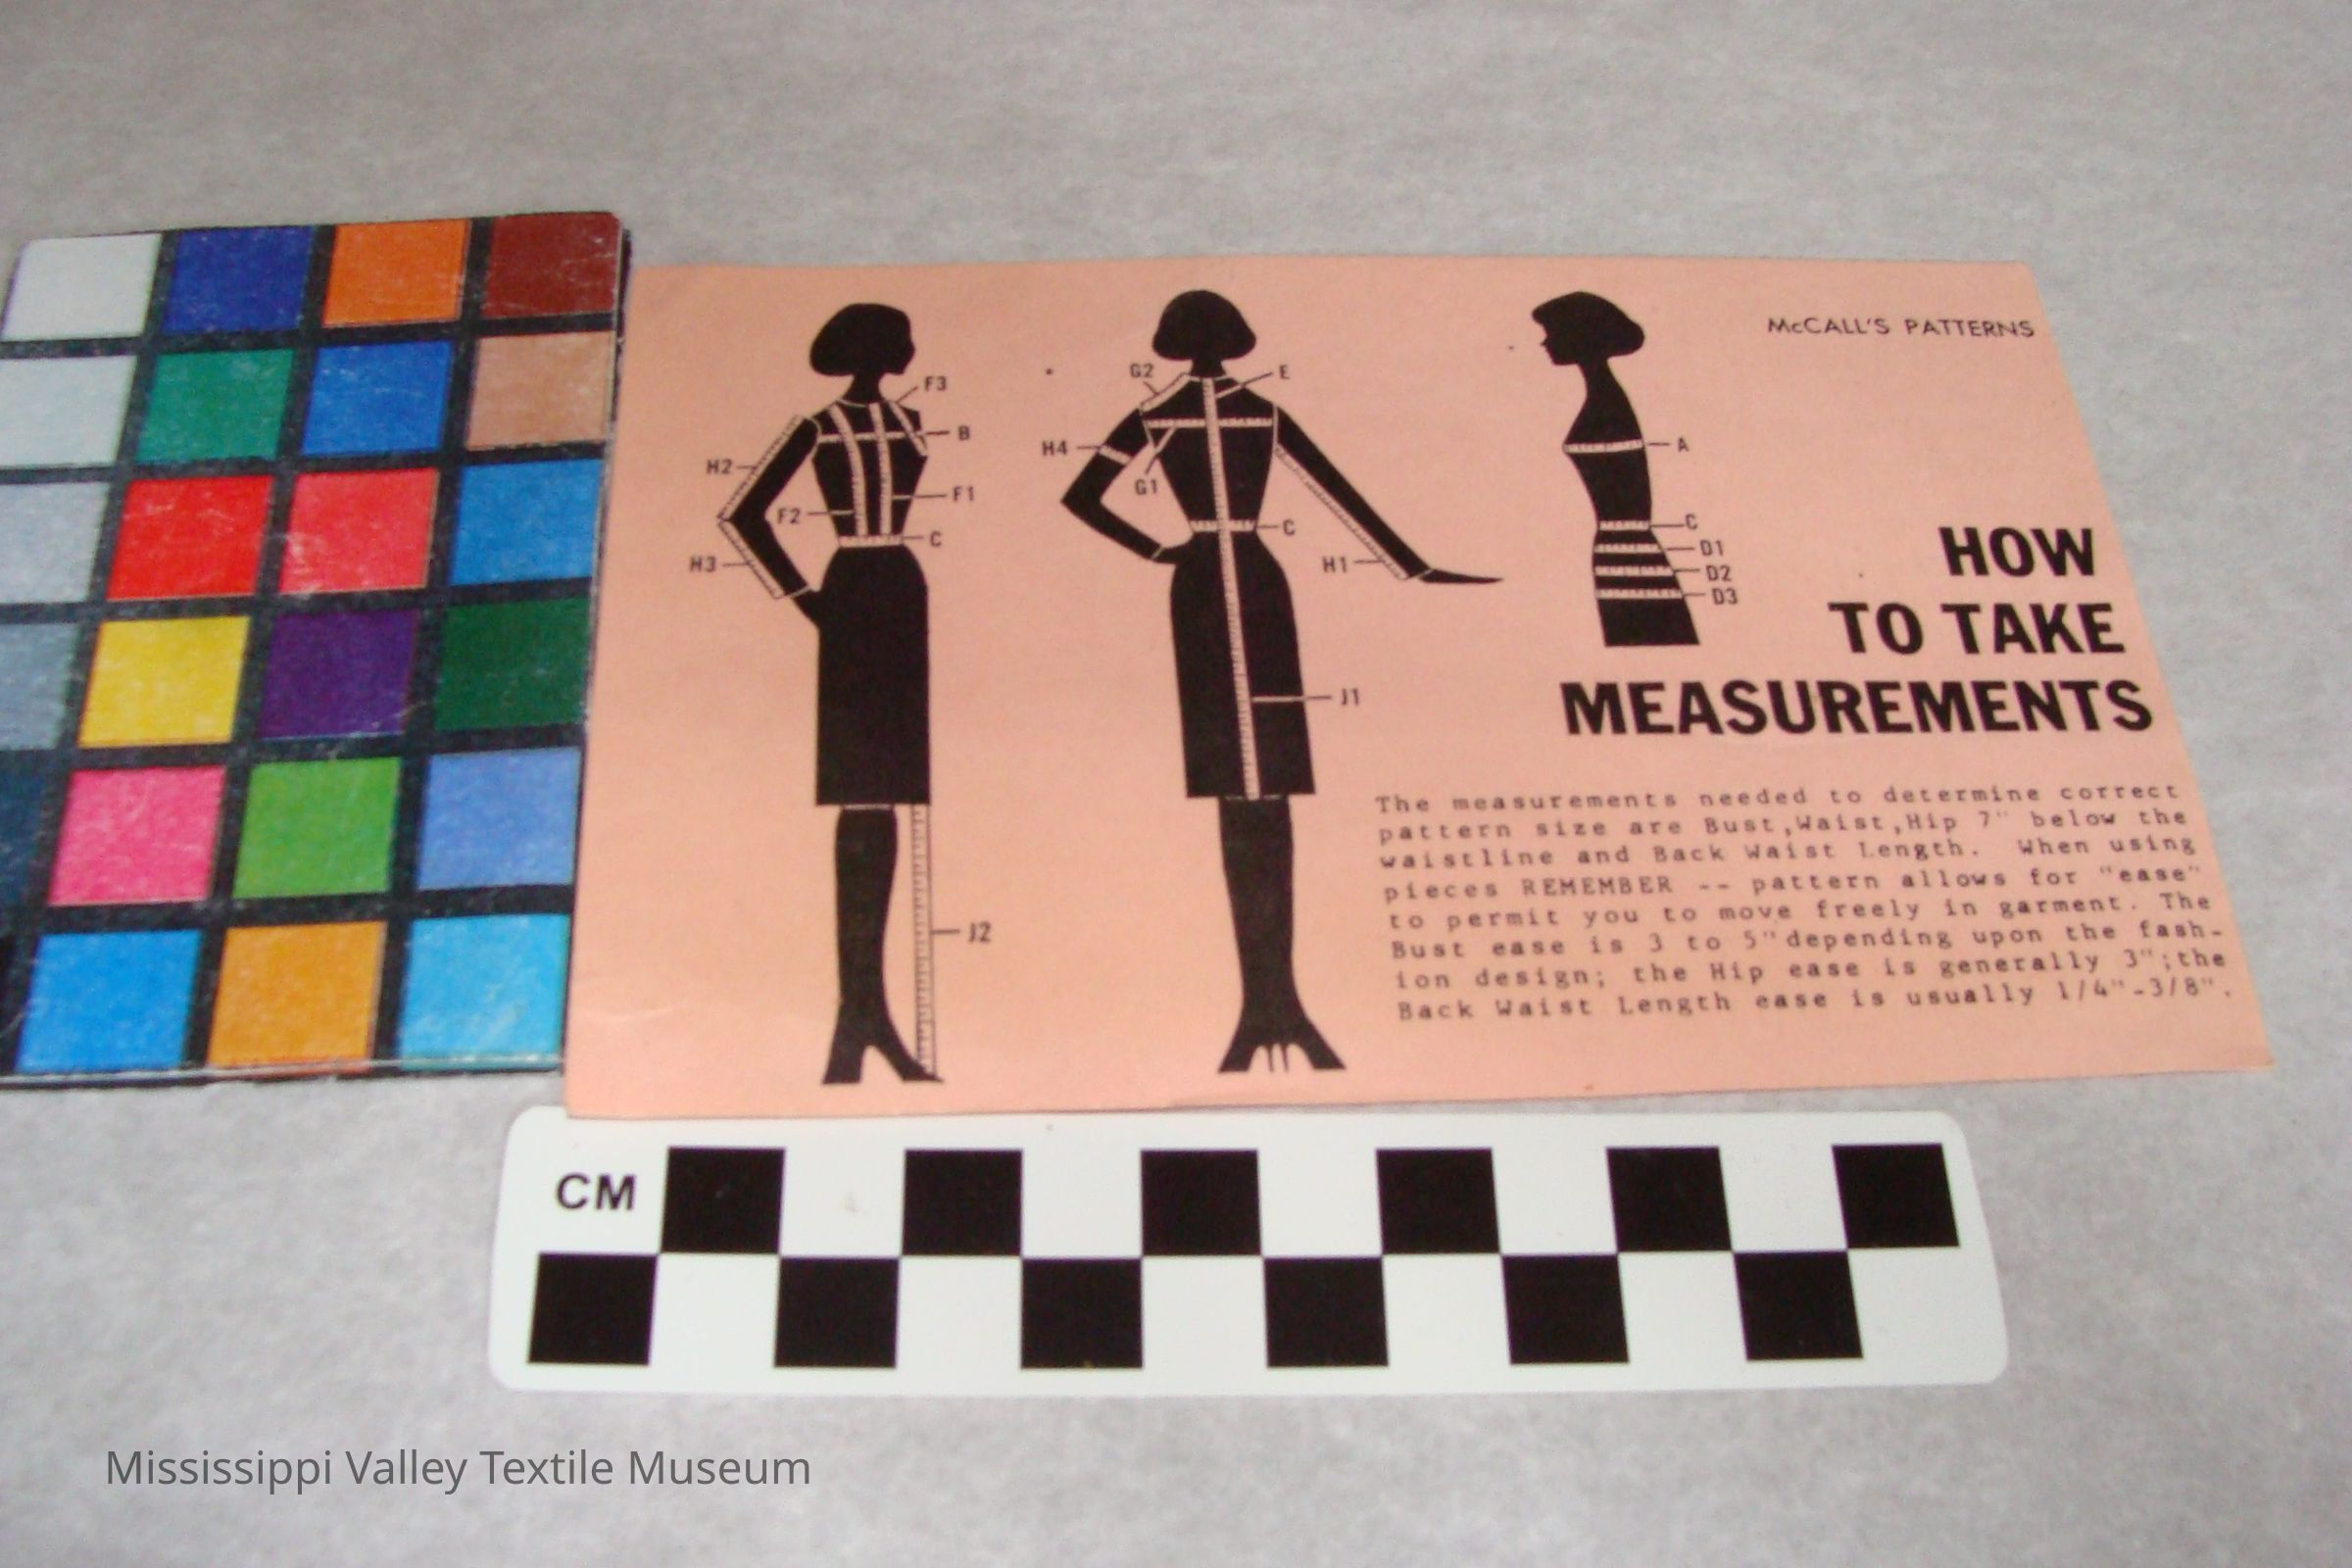 McCALL'S PATTERNS
F3
B
H2
F1
F2
C
H3
J2
G2
E
H4
G1
C
H1
J1
A
C
D1
D2
D3
HOW
TO TAKE
MEASUREMENTS
The measurements needed to determine correct
pattern size are Bust,Waist,Hip 7" below the
waistline and Back Waist Length. When using
pieces REMEMBER -- pattern allows for "ease"
to permit you to move freely in garment. The
Bust ease is 3 to 5" depending upon the fash-
ion design; the Hip ease is generally 3";the
Back Waist Length ease is usually 1/4"-3/8".
CM
Mississippi Valley Textile Museum